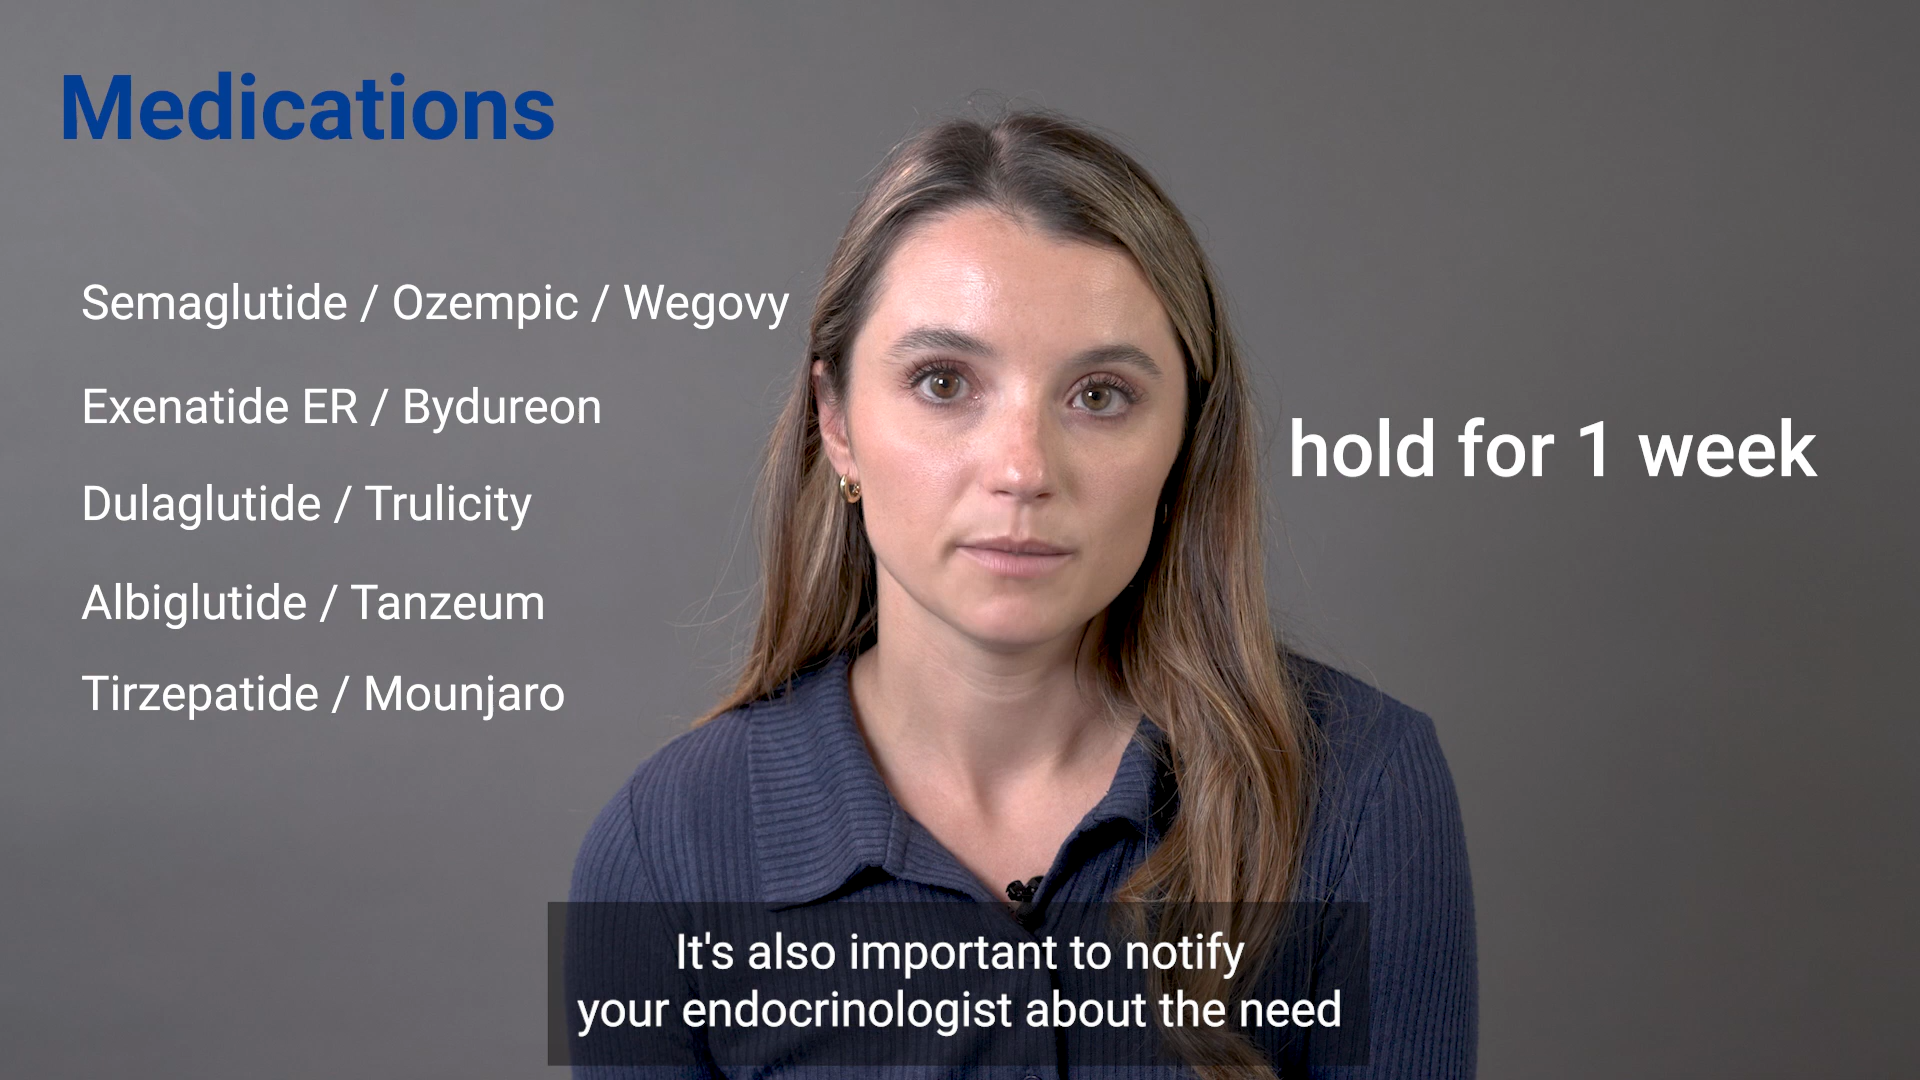 Medications
Semaglutide / Ozempic / Wegovy
Exenatide ER / Bydureon
Dulaglutide / Trulicity
Albiglutide / Tanzeum
Tirzepatide / Mounjaro
hold for 1 week
It's also important to notify
your endocrinologist about the need